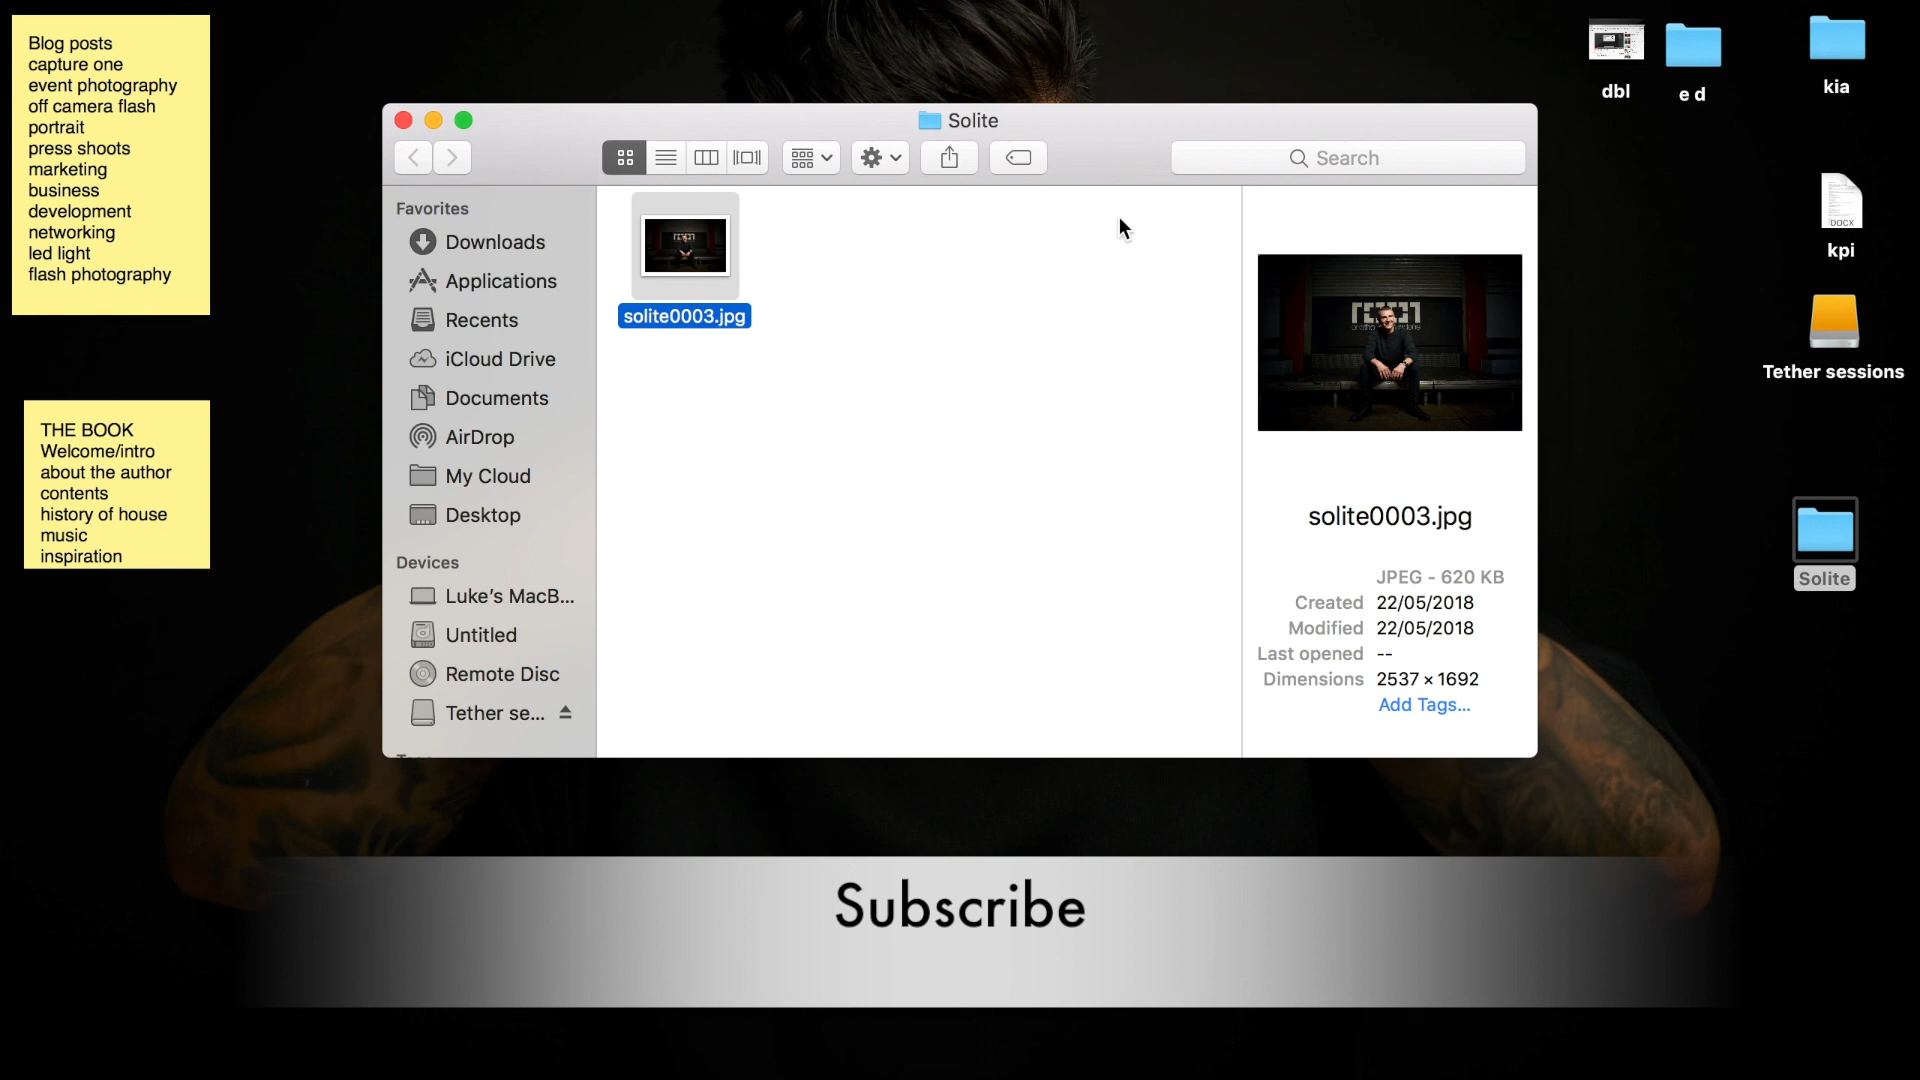 Blog posts
capture one
event photography
off camera flash
portrait
press shoots
marketing
business
development
networking
led light
flash photography
THE BOOK
Welcome/intro
about the author
contents
history of house
music
inspiration
Solite
Search
Favorites
Downloads
Applications
Recents
iCloud Drive
Documents
AirDrop
My Cloud
Desktop
Devices
Luke's MacB...
Untitled
Remote Disc
Tether se...
solite0003.jpg
solite0003.jpg
JPEG - 620 KB
Created 22/05/2018
Modified 22/05/2018
Last opened --
Dimensions 2537 × 1692
Add Tags...
dbl
e d
kia
DOCX
kpi
Tether sessions
Solite
Subscribe